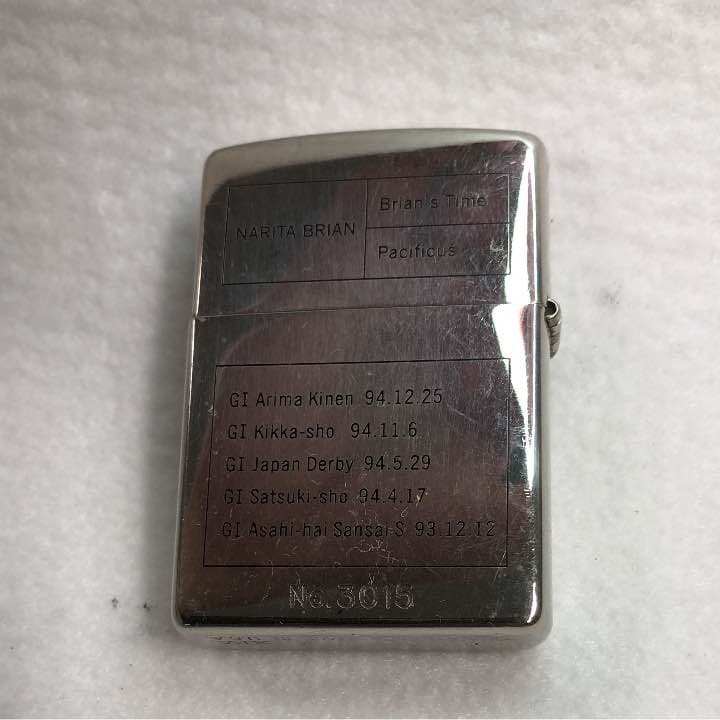 NARITA BRIAN
Brian's Time
Pacificus
GI Arima Kinen 94.12.25
GI Kikka-sho 94.11.6
GI Japan Derby 94.5.29
GI Satsuki-sho 94.4.17
GI Asahi-hai Sansai-S 93.12.12
No.3015